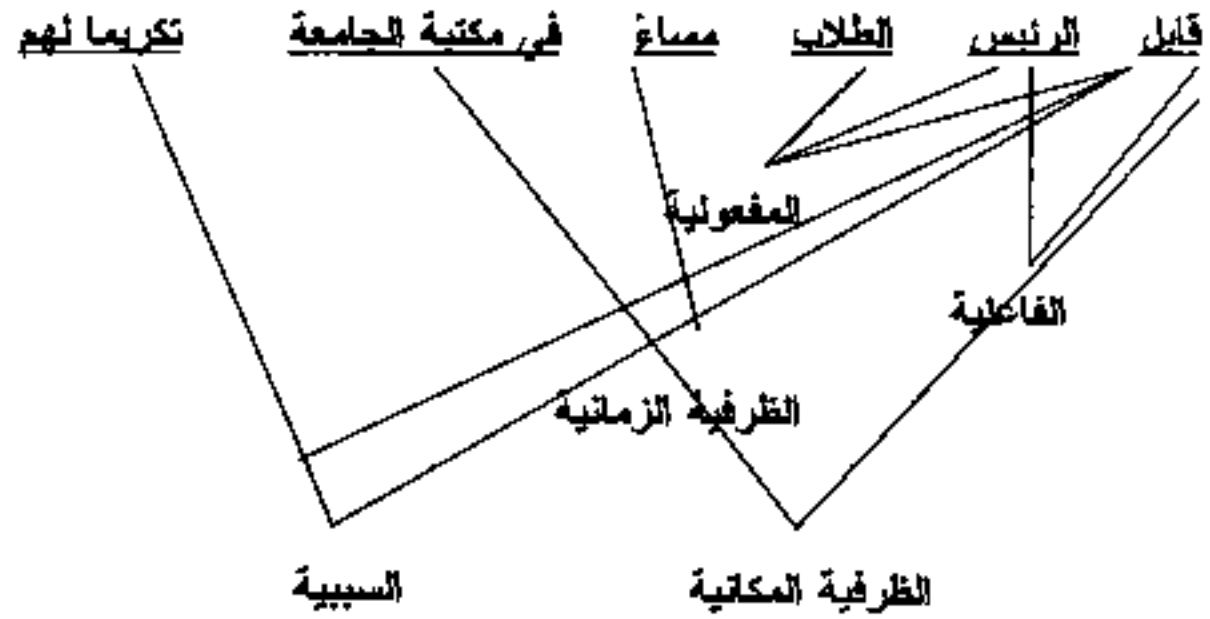 قابل الرئيس الطلاب مساء في مكتبة الجامعة تكريما لهم
المفعولية
الفاعلية
الظرفية الزمانية
الظرفية المكانية
السببية